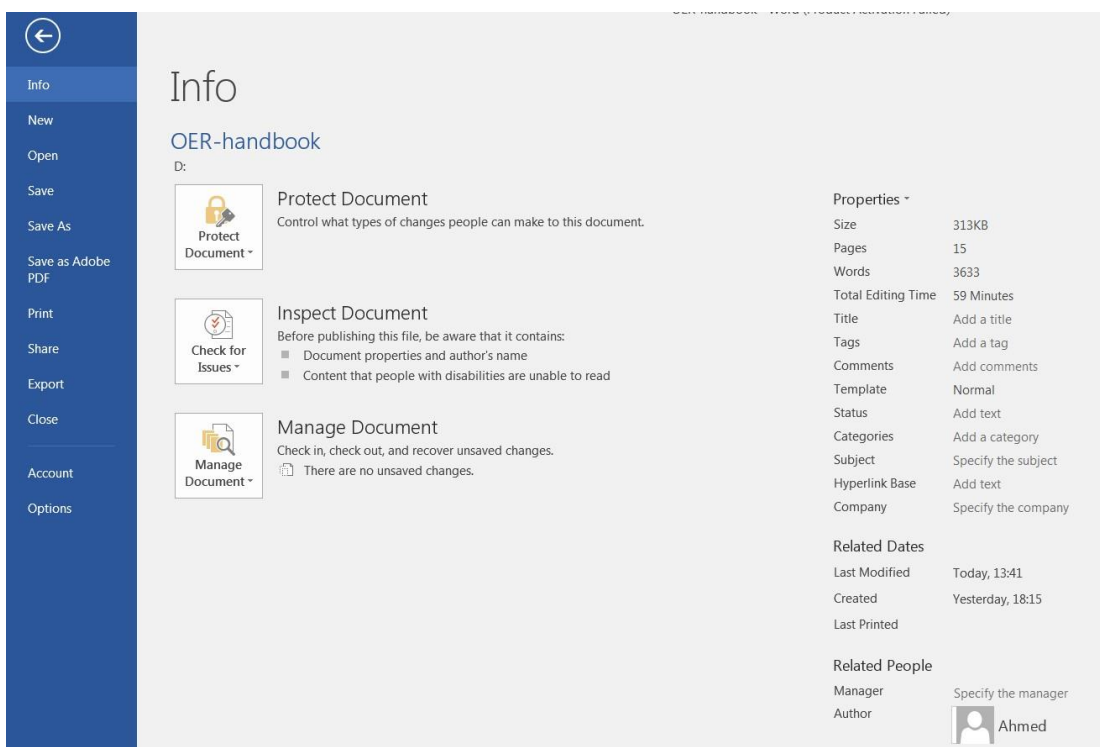 OER-handbook - Word (Product Activation Failed)
Info
New
Open
Save
Save As
Save as Adobe
PDF
Print
Share
Export
Close
Account
Options
Info
OER-handbook
D:
Protect
Document
Protect Document
Control what types of changes people can make to this document.
Check for
Issues
Inspect Document
Before publishing this file, be aware that it contains:
Document properties and author's name
Content that people with disabilities are unable to read
Manage
Document
Manage Document
Check in, check out, and recover unsaved changes.
There are no unsaved changes.
Properties
Size 313KB
Pages 15
Words 3633
Total Editing Time 59 Minutes
Title Add a title
Tags Add a tag
Comments Add comments
Template Normal
Status Add text
Categories Add a category
Subject Specify the subject
Hyperlink Base Add text
Company Specify the company
Related Dates
Last Modified Today, 13:41
Created Yesterday, 18:15
Last Printed
Related People
Manager Specify the manager
Author Ahmed